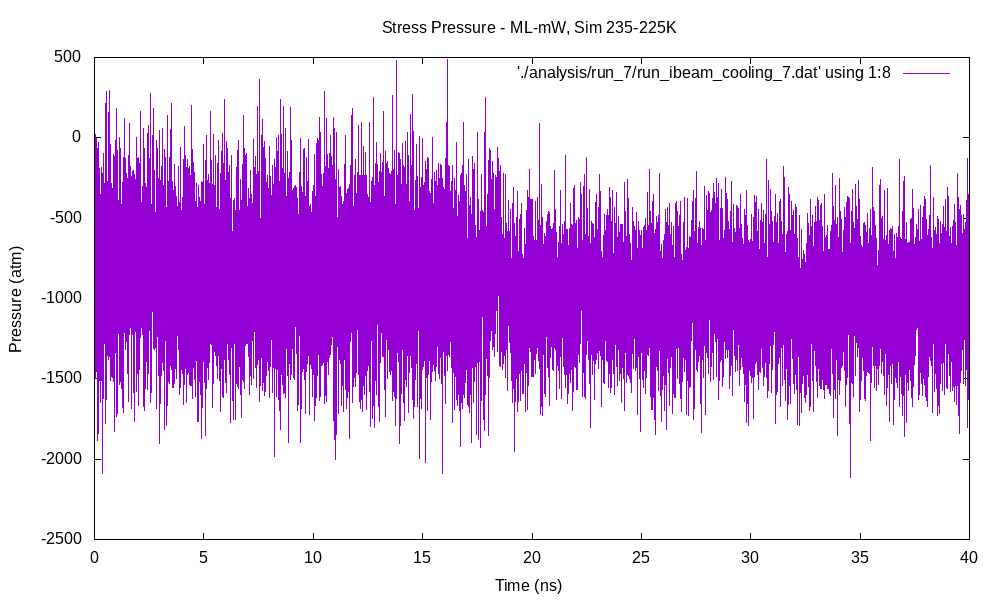 Stress Pressure - ML-mW, Sim 235-225K
'./analysis/run_7/run_ibeam_cooling_7.dat' using 1:8
500
0
-500
-1000
-1500
-2000
-2500
Pressure (atm)
0 5 10 15 20 25 30 35 40
Time (ns)